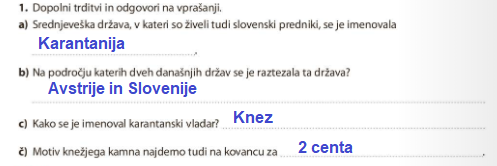 1. Dopolni trditvi in odgovori na vprašanji.
a) Srednjeveška država, v kateri so živeli tudi slovenski predniki, se je imenovala
Karantanija
.
b) Na področju katerih dveh današnjih držav se je raztezala ta država?
Avstrije in Slovenije
c) Kako se je imenoval karantanski vladar? Knez
č) Motiv knežjega kamna najdemo tudi na kovancu za 2 centa.